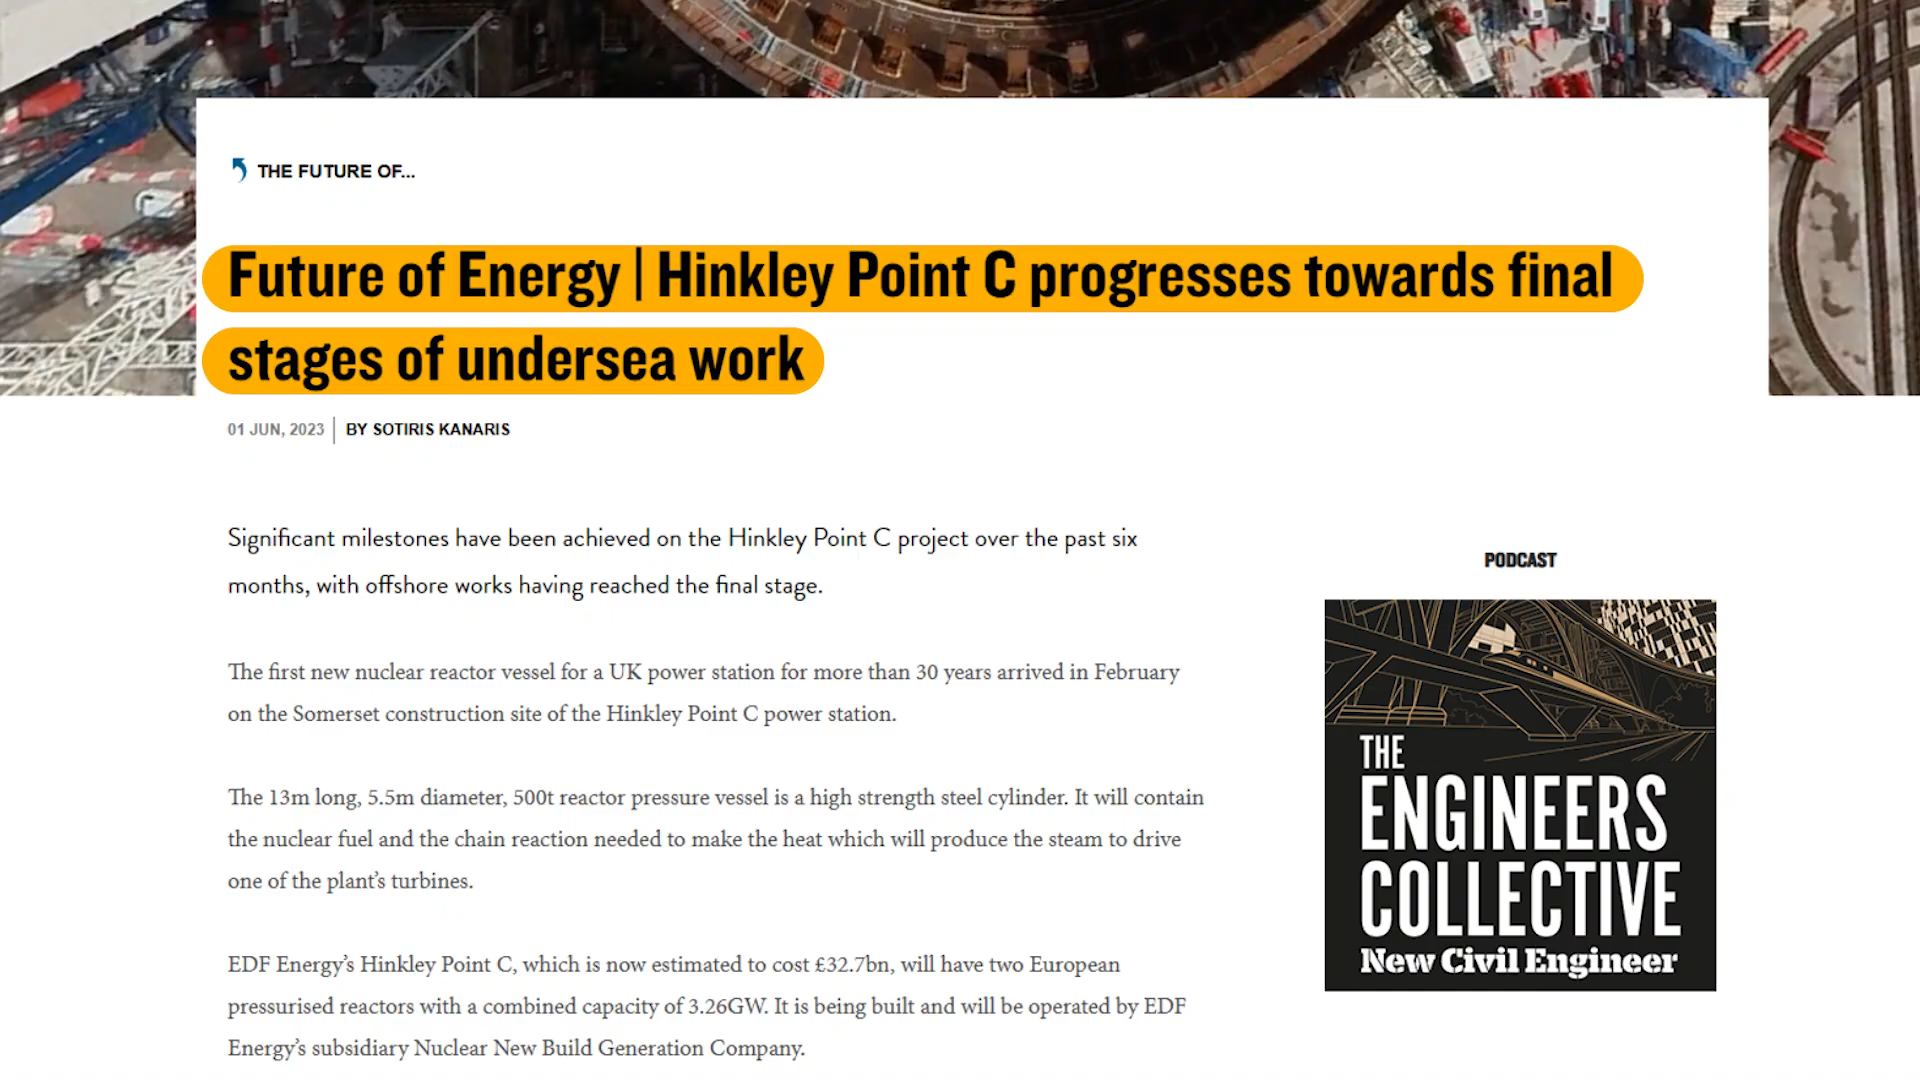 THE FUTURE OF...
Future of Energy | Hinkley Point C progresses towards final
stages of undersea work
01 JUN, 2023 | BY SOTIRIS KANARIS
Significant milestones have been achieved on the Hinkley Point C project over the past six
months, with offshore works having reached the final stage.
The first new nuclear reactor vessel for a UK power station for more than 30 years arrived in February
on the Somerset construction site of the Hinkley Point C power station.
The 13m long, 5.5m diameter, 500t reactor pressure vessel is a high strength steel cylinder. It will contain
the nuclear fuel and the chain reaction needed to make the heat which will produce the steam to drive
one of the plant’s turbines.
EDF Energy’s Hinkley Point C, which is now estimated to cost £32.7bn, will have two European
pressurised reactors with a combined capacity of 3.26GW. It is being built and will be operated by EDF
Energy’s subsidiary Nuclear New Build Generation Company.
PODCAST
THE
ENGINEERS
COLLECTIVE
New Civil Engineer